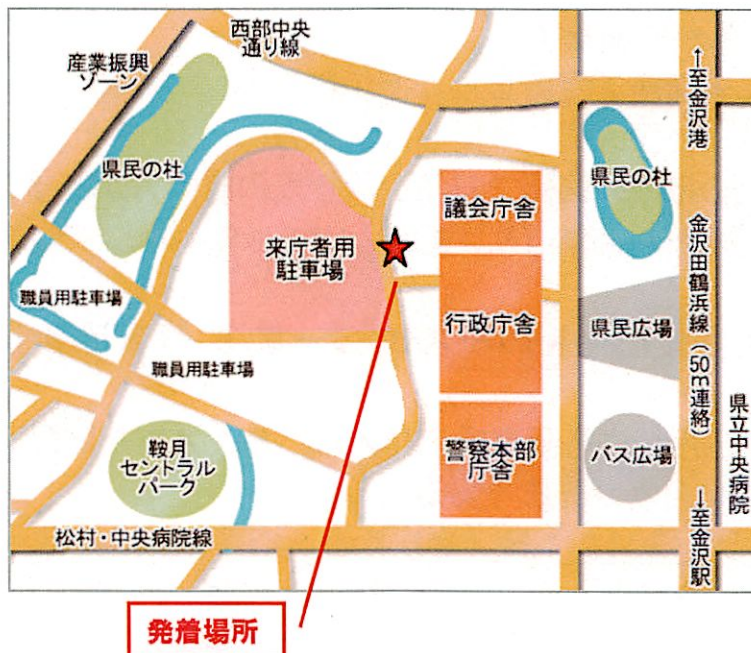 西部中央
通り線
産業振興
ゾーン
↑至金沢港
県民の杜
県民の杜
議会庁舎
来庁者用
駐車場
金沢田鶴浜線（50m連絡）
職員用駐車場
行政庁舎
県民広場
職員用駐車場
県立中央病院
鞍月
セントラル
パーク
警察本部
庁舎
バス広場
松村・中央病院線
↓至金沢駅
発着場所